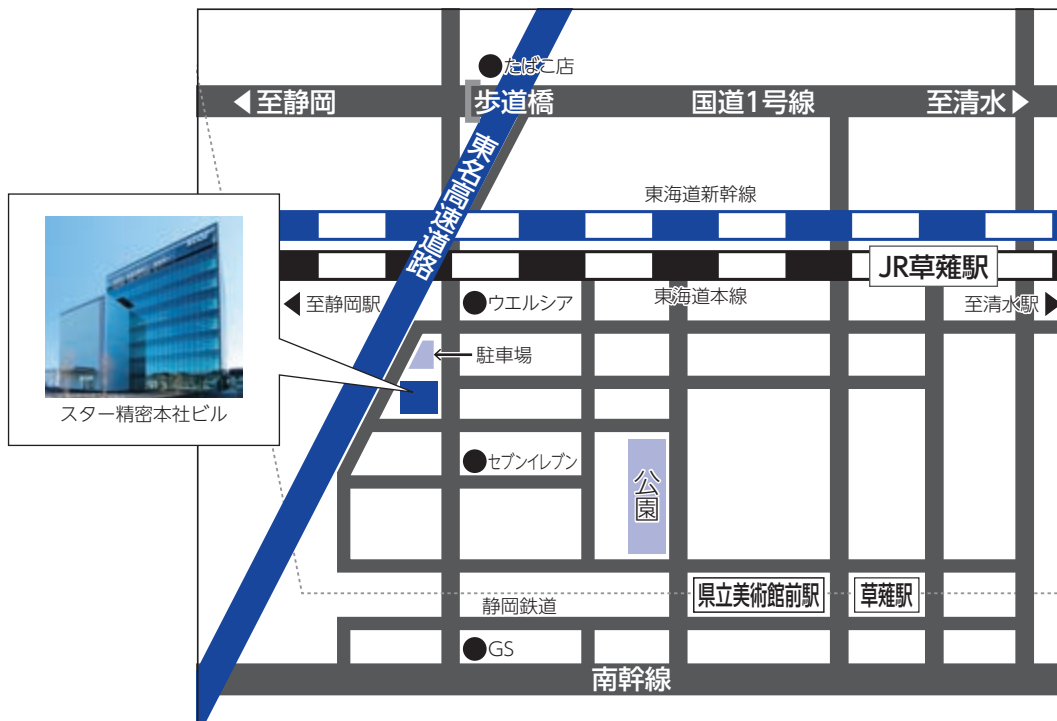 たばこ店
◀至静岡
歩道橋
国道1号線
至清水▶
東名高速道路
東海道新幹線
JR草薙駅
◀至静岡駅
ウエルシア
東海道本線
至清水駅▶
駐車場
スター精密本社ビル
セブンイレブン
公園
県立美術館前駅
草薙駅
静岡鉄道
GS
南幹線